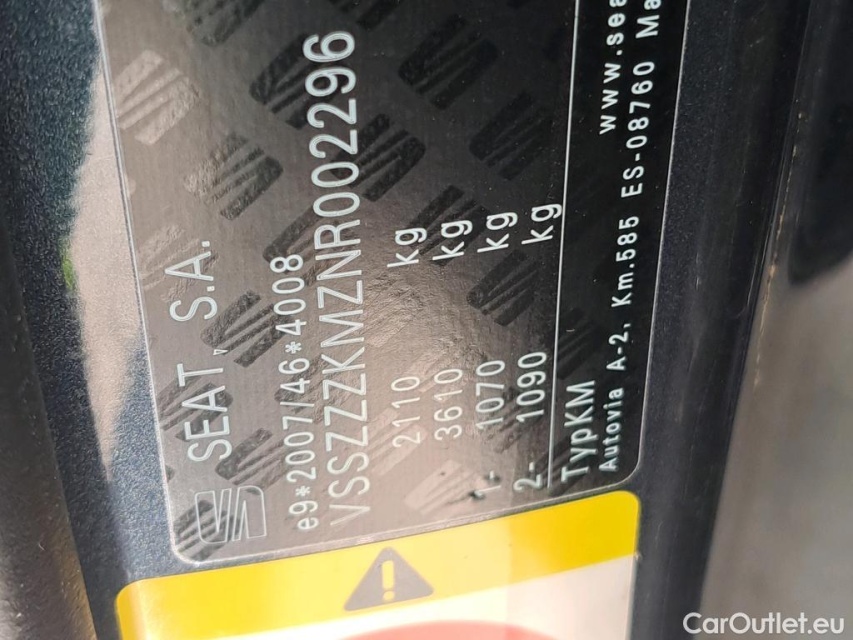 SEAT, S.A.
e9*2007/46*4008
VSSZZZKMZNR002296
2110 kg
3610 kg
1- 1070 kg
2- 1090 kg
TypKM
www.sea
Autovia A-2, Km.585 ES-08760 Ma
CarOutlet.eu